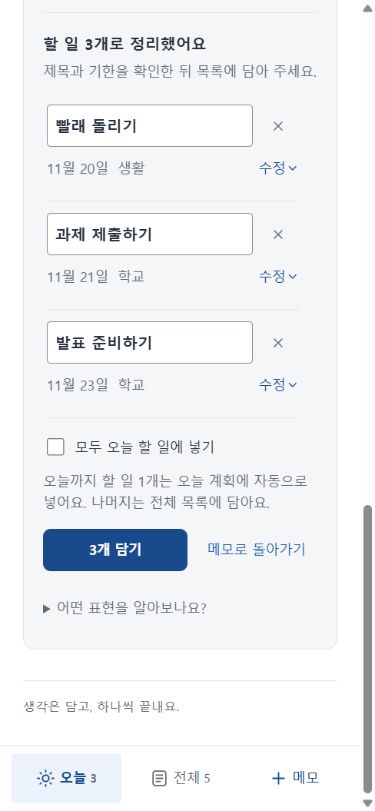 할 일 3개로 정리했어요
제목과 기한을 확인한 뒤 목록에 담아 주세요.
빨래 돌리기 ×
11월 20일 생활 수정
과제 제출하기 ×
11월 21일 학교 수정
발표 준비하기 ×
11월 23일 학교 수정
모두 오늘 할 일에 넣기
오늘까지 할 일 1개는 오늘 계획에 자동으로
넣어요. 나머지는 전체 목록에 담아요.
3개 담기 메모로 돌아가기
▶ 어떤 표현을 알아보나요?
생각은 담고, 하나씩 끝내요.
오늘 3 전체 5 + 메모